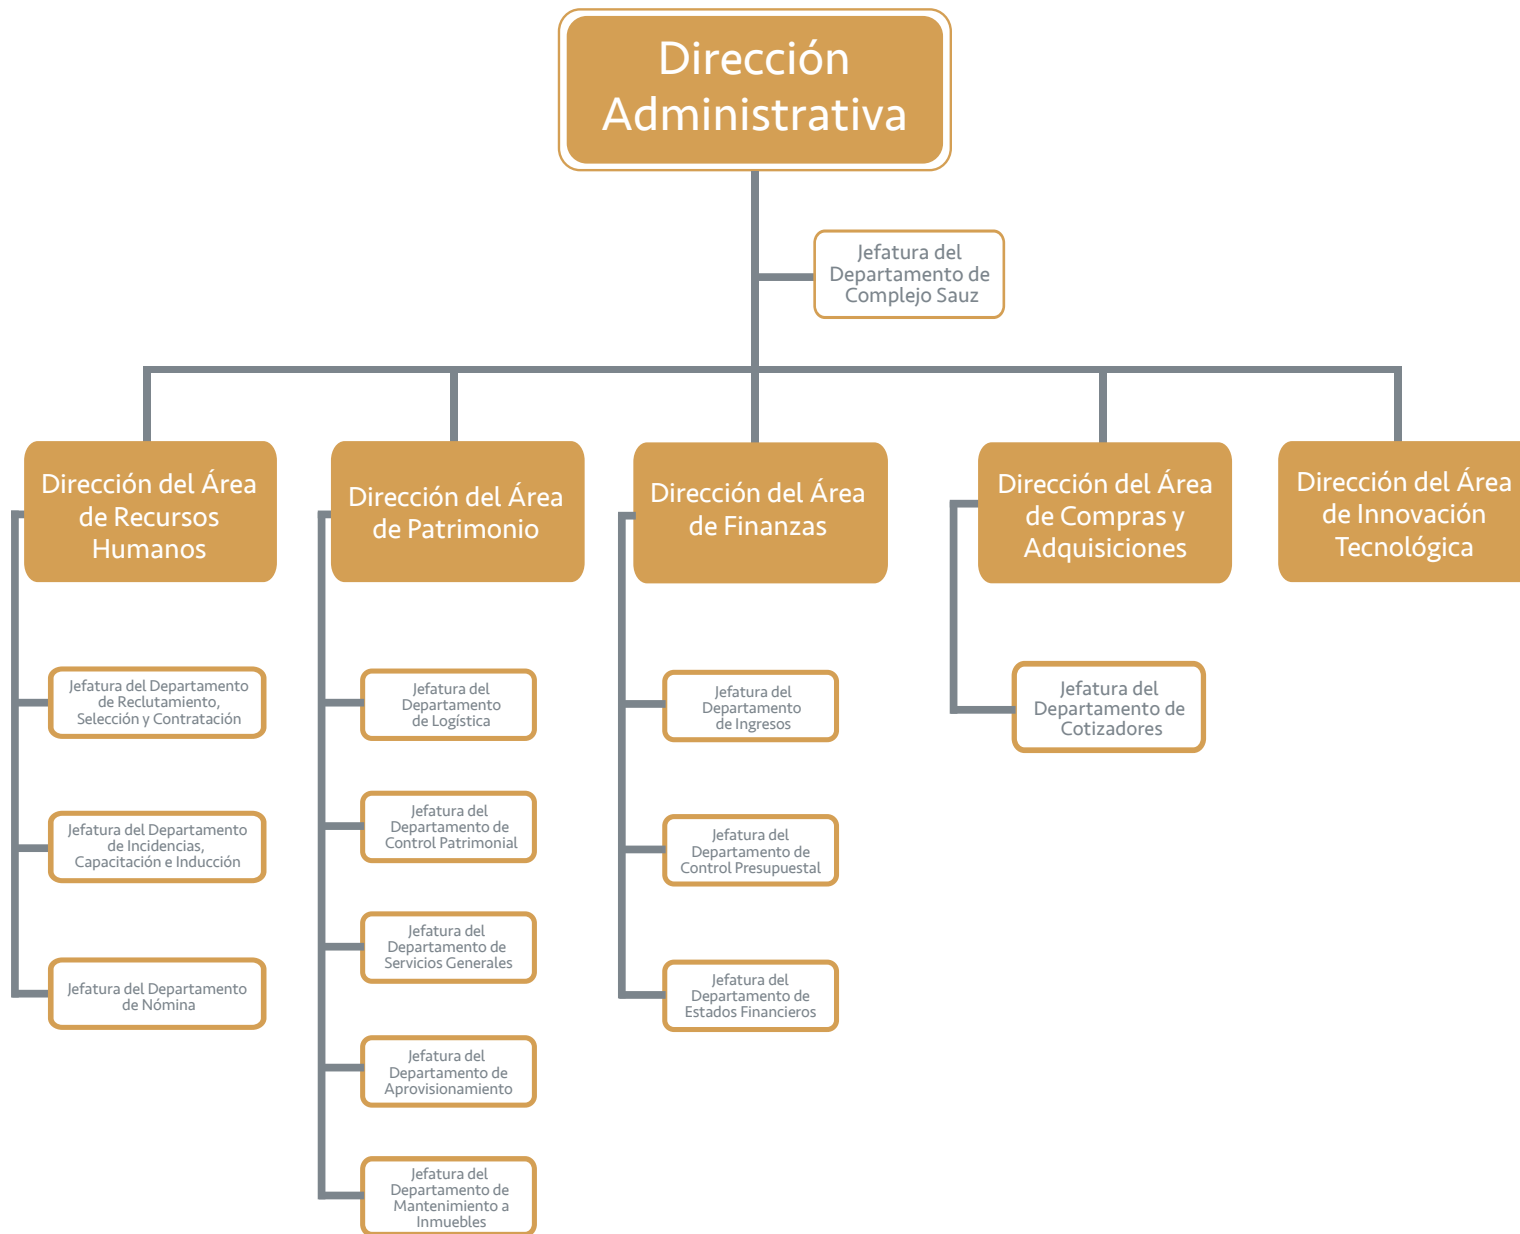 Dirección
Administrativa
Jefatura del
Departamento de
Complejo Sauz
Dirección del Área
de Recursos
Humanos
Dirección del Área
de Patrimonio
Dirección del Área
de Finanzas
Dirección del Área
de Compras y
Adquisiciones
Dirección del Área
de Innovación
Tecnológica
Jefatura del Departamento
de Reclutamiento,
Selección y Contratación
Jefatura del Departamento
de Incidencias,
Capacitación e Inducción
Jefatura del Departamento
de Nómina
Jefatura del
Departamento
de Logística
Jefatura del
Departamento de
Control Patrimonial
Jefatura del
Departamento de
Servicios Generales
Jefatura del
Departamento de
Aprovisionamiento
Jefatura del
Departamento de
Mantenimiento a
Inmuebles
Jefatura del
Departamento
de Ingresos
Jefatura del
Departamento de
Control Presupuestal
Jefatura del
Departamento de
Estados Financieros
Jefatura del
Departamento de
Cotizadores